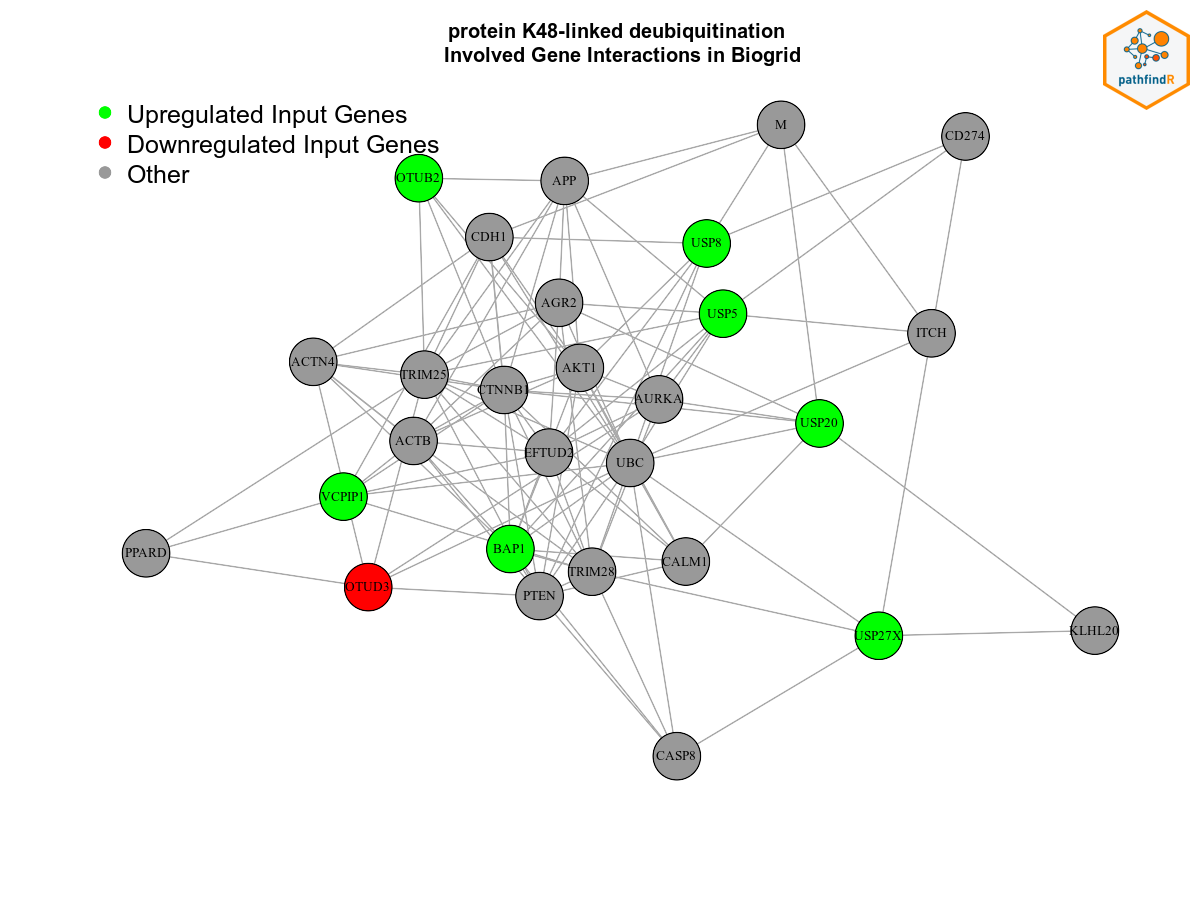 protein K48-linked deubiquitination
Involved Gene Interactions in Biogrid
pathfindR
Upregulated Input Genes
Downregulated Input Genes
Other
M
CD274
OTUB2
APP
CDH1
USP8
AGR2
USP5
ITCH
ACTN4
TRIM25
AKT1
CTNNB1
AURKA
USP20
ACTB
EFTUD2
UBC
VCPIP1
PPARD
BAP1
CALM1
OTUD3
TRIM28
PTEN
USP27X
KLHL20
CASP8